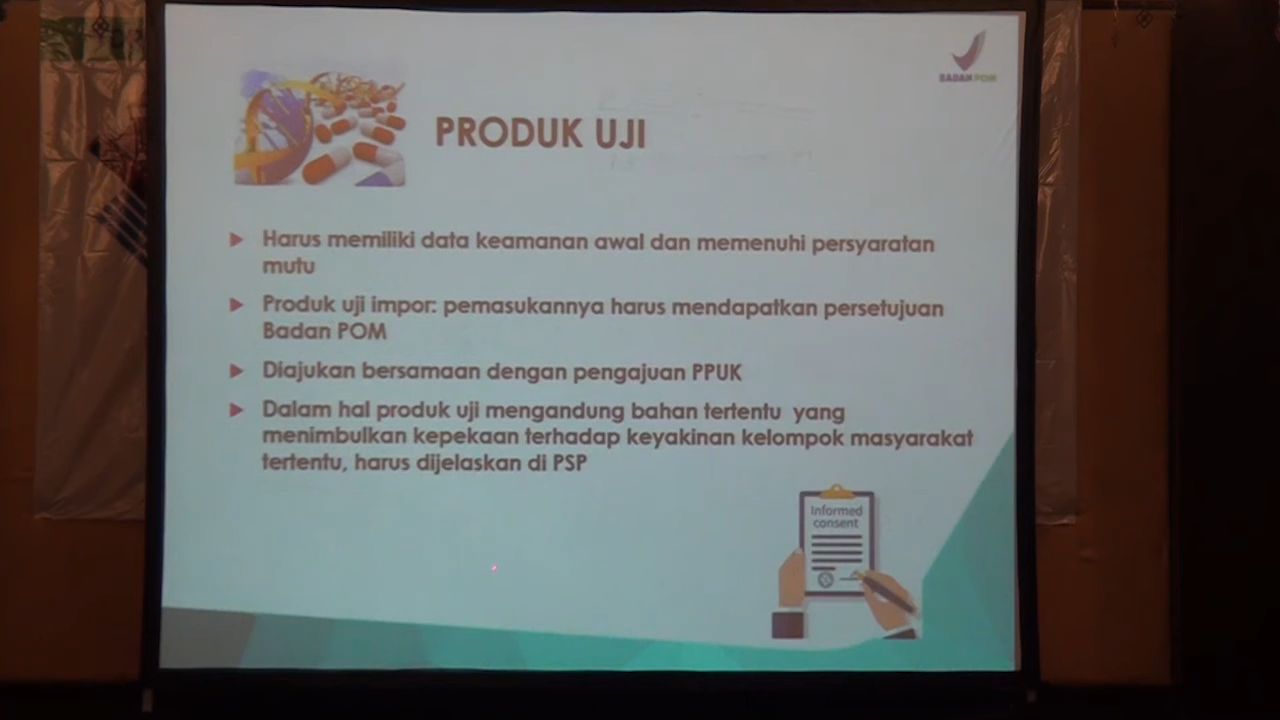 BADAN POM
PRODUK UJI
Harus memiliki data keamanan awal dan memenuhi persyaratan
mutu
Produk uji impor: pemasukannya harus mendapatkan persetujuan
Badan POM
Diajukan bersamaan dengan pengajuan PPUK
Dalam hal produk uji mengandung bahan tertentu yang
menimbulkan kepekaan terhadap keyakinan kelompok masyarakat
tertentu, harus dijelaskan di PSP
Informed
consent